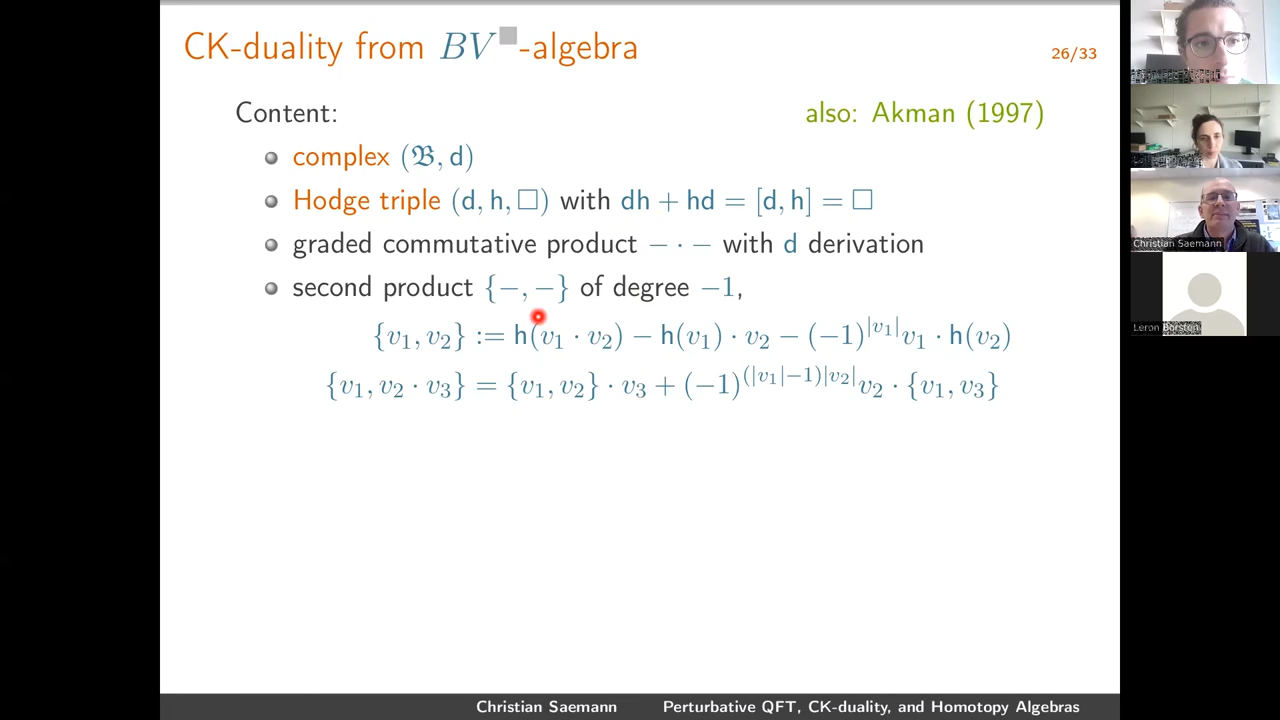 CK-duality from BV■-algebra
26/33
Content:
also: Akman (1997)
complex (𝔅, d)
Hodge triple (d, h, □) with dh + hd = [d, h] = □
graded commutative product − · − with d derivation
second product {−, −} of degree −1,
{v₁, v₂} := h(v₁ · v₂) − h(v₁) · v₂ − (−1)^|v₁| v₁ · h(v₂)
{v₁, v₂ · v₃} = {v₁, v₂} · v₃ + (−1)^(|v₁|−1)|v₂| v₂ · {v₁, v₃}
Christian Saemann
Perturbative QFT, CK-duality, and Homotopy Algebras
Christian Saemann
Leron Borsten